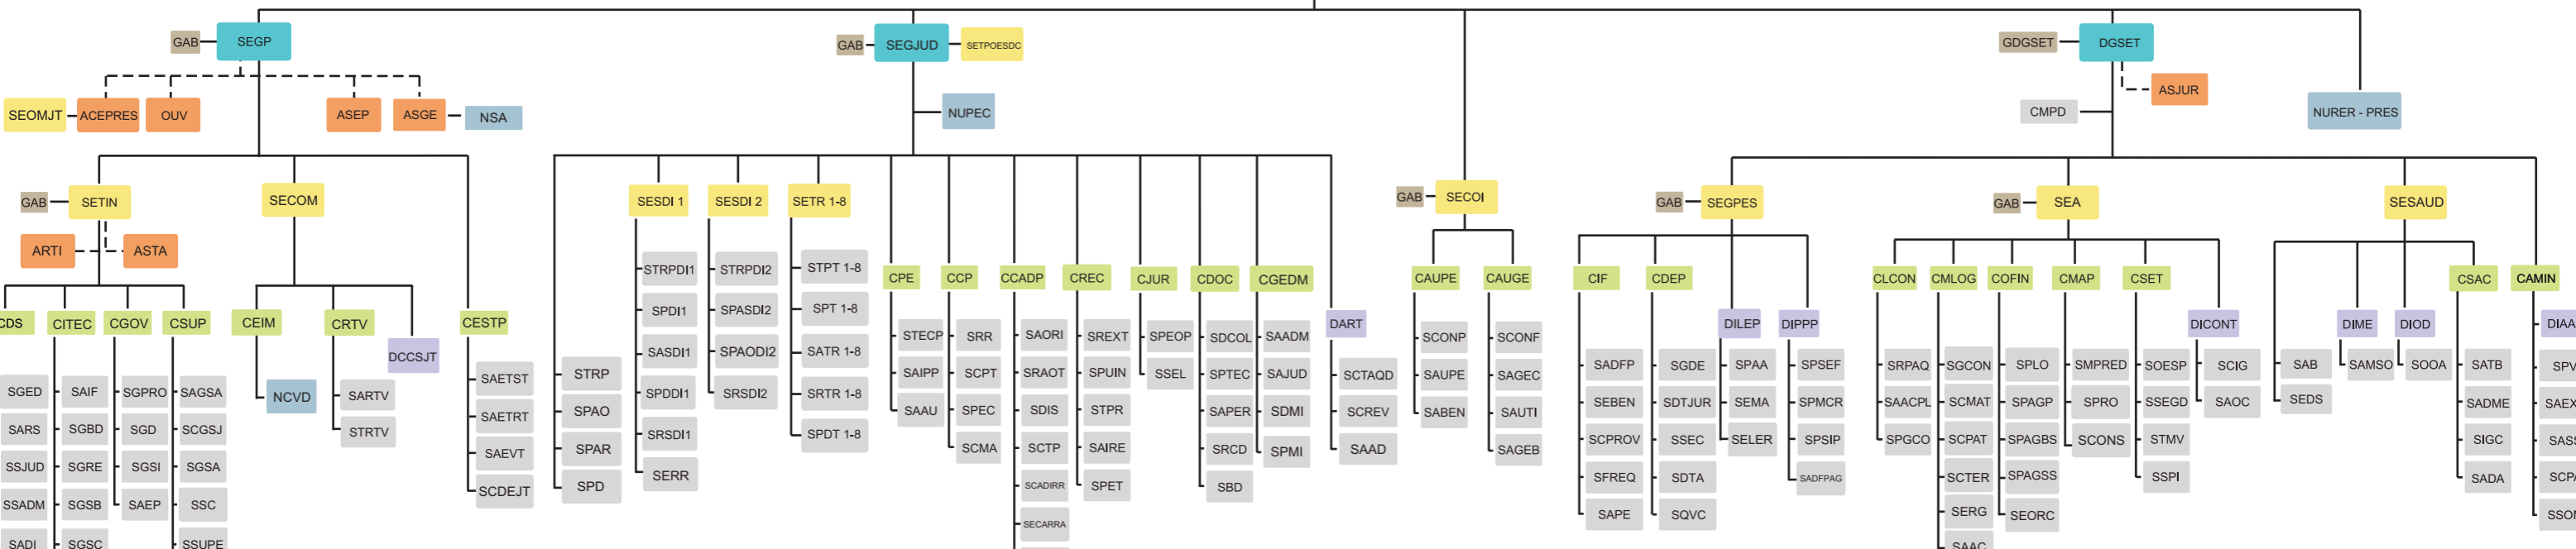 SEGP
GAB
SEOMJT
ACEPRES
OUV
ASEP
ASGE
NSA
GAB
SETIN
ARTI
ASTA
SECOM
CDS
CITEC
CGOV
CSUP
CEIM
CRTV
DCCSJT
CESTP
SGED
SARS
SSJUD
SSADM
SADI
SAIF
SGBD
SGRE
SGSB
SGSC
SGPRO
SGD
SGSI
SAEP
SAGSA
SCGSJ
SGSA
SSC
SSUPE
NCVD
SARTV
STRTV
SAETST
SAETRT
SAEVT
SCDEJT
GAB
SEGJUD
SETPOESDC
NUPEC
STRP
SPAO
SPAR
SPD
SESDI 1
STRPDI1
SPDI1
SASDI1
SPDDI1
SRSDI1
SERR
SESDI 2
STRPDI2
SPASDI2
SPAODI2
SRSDI2
SETR 1-8
STPT 1-8
SPT 1-8
SATR 1-8
SRTR 1-8
SPDT 1-8
CPE
STECP
SAIPP
SAAU
CCP
SRR
SCPT
SPEC
SCMA
CCADP
SAORI
SRAOT
SDIS
SCTP
SCADIRR
SECARRA
CREC
SREXT
SPUIN
STPR
SAIRE
SPET
CJUR
SPEOP
SSEL
CDOC
SDCOL
SPTEC
SAPER
SRCD
SBD
CGEDM
SAADM
SAJUD
SDMI
SPMI
DART
SCTAQD
SCREV
SAAD
GAB
SECOI
CAUPE
SCONP
SAUPE
SABEN
CAUGE
SCONF
SAGEC
SAUTI
SAGEB
GDGSET
DGSET
ASJUR
CMPD
NURER - PRES
GAB
SEGPES
CIF
SADFP
SEBEN
SCPROV
SFREQ
SAPE
CDEP
SGDE
SDTJUR
SSEC
SDTA
SQVC
DILEP
SPAA
SEMA
SELER
DIPPP
SPSEF
SPMCR
SPSIP
SADFPAG
GAB
SEA
CLCON
SRPAQ
SAACPL
SPGCO
CMLOG
SGCON
SCMAT
SCPAT
SCTER
SERG
SAAC
COFIN
SPLO
SPAGP
SPAGBS
SPAGSS
SEORC
CMAP
SMPRED
SPRO
SCONS
CSET
SOESP
SSEGD
STMV
SSPI
DICONT
SCIG
SAOC
SESAUD
SAB
SEDS
DIME
SAMSO
DIOD
SOOA
CSAC
SATB
SADME
SIGC
SADA
CAMIN